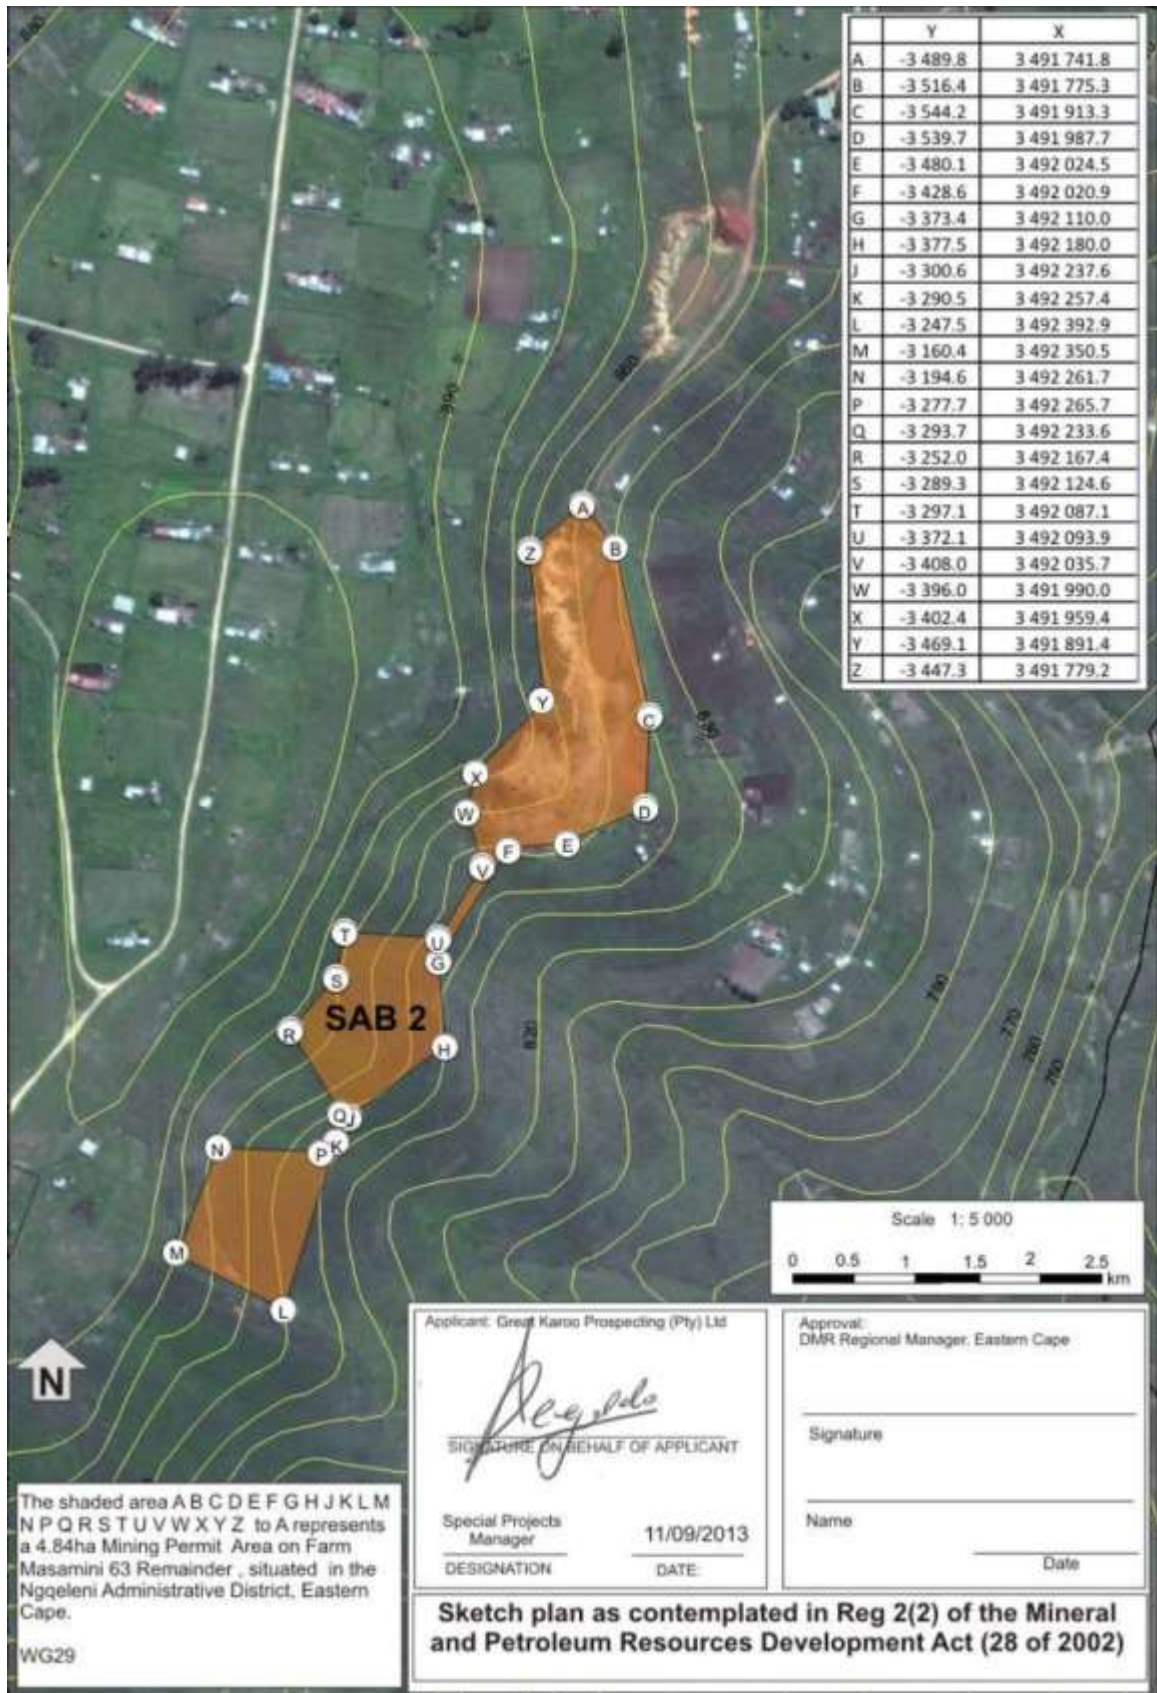 Y X
A -3 489.8 3 491 741.8
B -3 516.4 3 491 775.3
C -3 544.2 3 491 913.3
D -3 539.7 3 491 987.7
E -3 480.1 3 492 024.5
F -3 428.6 3 492 020.9
G -3 373.4 3 492 110.0
H -3 377.5 3 492 180.0
J -3 300.6 3 492 237.6
K -3 290.5 3 492 257.4
L -3 247.5 3 492 392.9
M -3 160.4 3 492 350.5
N -3 194.6 3 492 261.7
P -3 277.7 3 492 265.7
Q -3 293.7 3 492 233.6
R -3 252.0 3 492 167.4
S -3 289.3 3 492 124.6
T -3 297.1 3 492 087.1
U -3 372.1 3 492 093.9
V -3 408.0 3 492 035.7
W -3 396.0 3 491 990.0
X -3 402.4 3 491 959.4
Y -3 469.1 3 491 891.4
Z -3 447.3 3 491 779.2
880
860
A
Z
B
Y
C
830
X
W
D
E
F
V
T
U
G
S
SAB 2
R
H
820
790
770
760
750
Q
J
N
K
P
M
L
N
Scale 1: 5 000
0 0.5 1 1.5 2 2.5
km
Applicant: Great Karoo Prospecting (Pty) Ltd
SIGNATURE ON BEHALF OF APPLICANT
Special Projects
Manager
11/09/2013
DESIGNATION DATE:
Approval:
DMR Regional Manager. Eastern Cape
Signature
Name
Date
The shaded area A B C D E F G H J K L M
N P Q R S T U V W X Y Z to A represents
a 4.84ha Mining Permit Area on Farm
Masamini 63 Remainder , situated in the
Ngqeleni Administrative District, Eastern
Cape.
WG29
Sketch plan as contemplated in Reg 2(2) of the Mineral
and Petroleum Resources Development Act (28 of 2002)